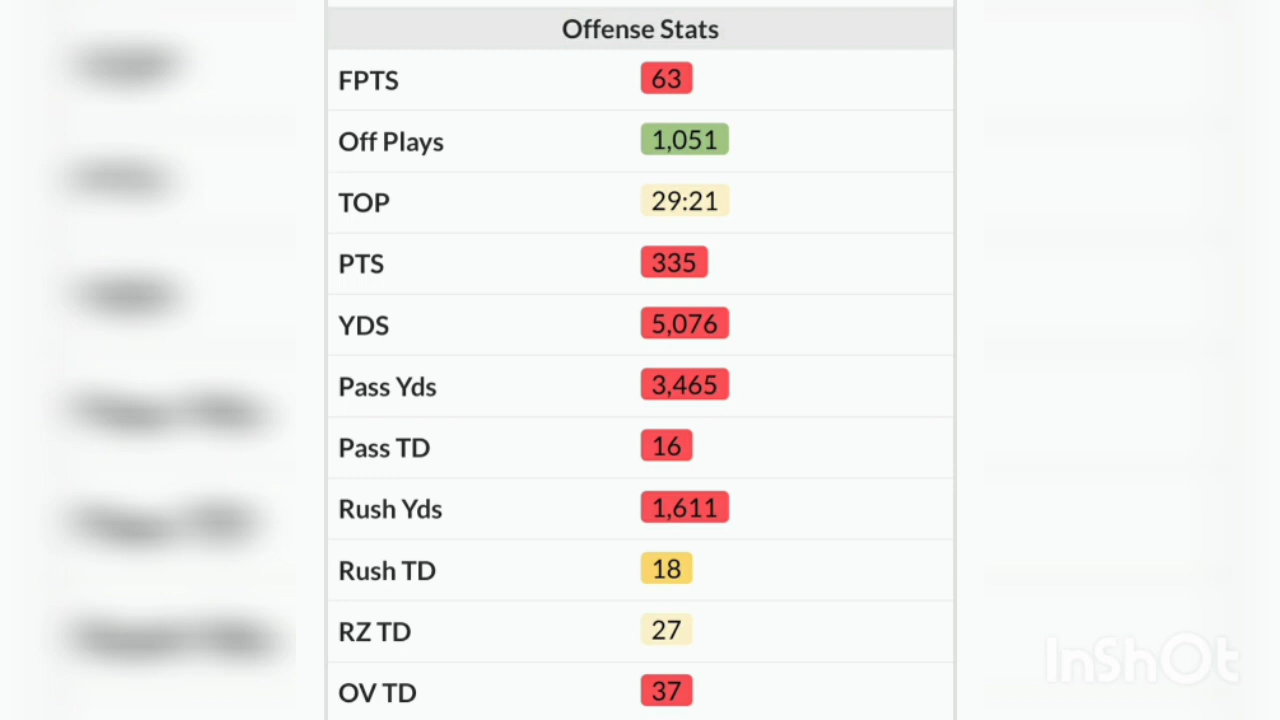 Offense Stats
FPTS 63
Off Plays 1,051
TOP 29:21
PTS 335
YDS 5,076
Pass Yds 3,465
Pass TD 16
Rush Yds 1,611
Rush TD 18
RZ TD 27
OV TD 37
InShOt